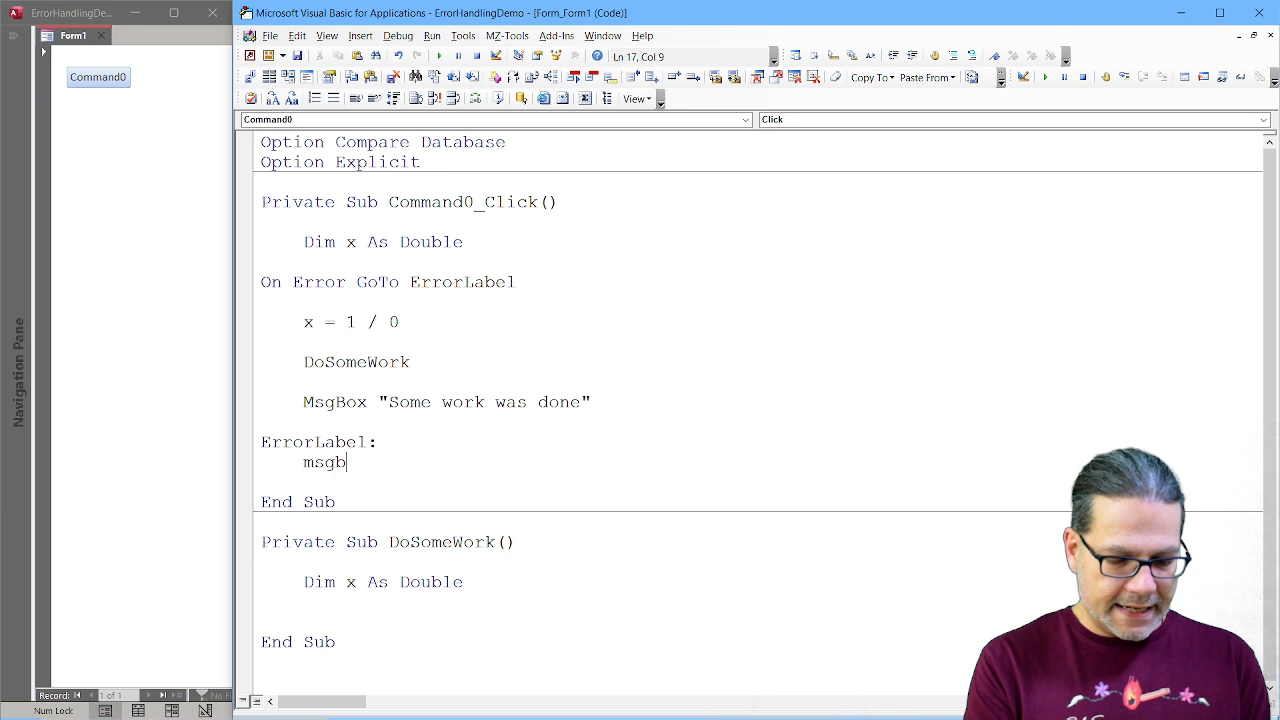 ErrorHandlingDe...
Microsoft Visual Basic for Applications - ErrorHandlingDemo - [Form_Form1 (Code)]
Form1
File Edit View Insert Debug Run Tools MZ-Tools Add-Ins Window Help
Ln 17, Col 9
Command0
Copy To
Paste From
View
Command0
Click
Option Compare Database
Option Explicit
Private Sub Command0_Click()
Dim x As Double
On Error GoTo ErrorLabel
x = 1 / 0
DoSomeWork
MsgBox "Some work was done"
ErrorLabel:
msgb
End Sub
Private Sub DoSomeWork()
Dim x As Double
End Sub
Navigation Pane
Record:
1 of 1
No Fi
Num Lock